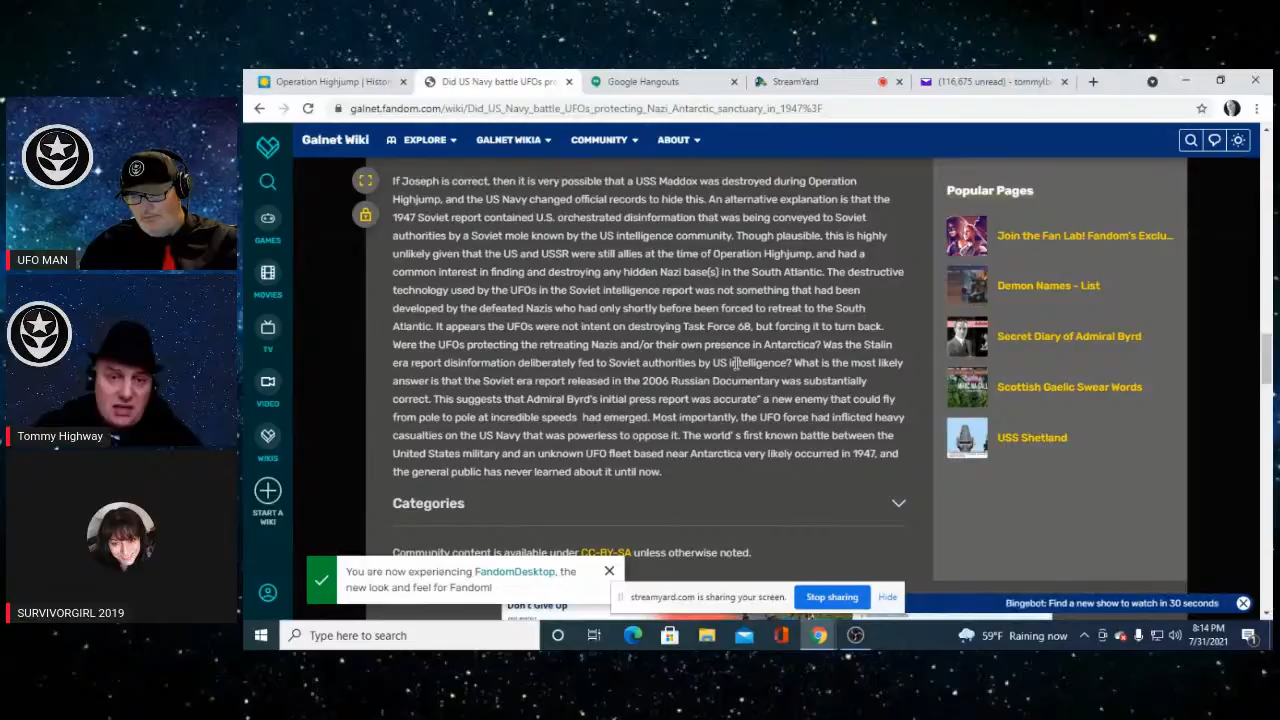 Operation Highjump | Histor
Did US Navy battle UFOs pro
Google Hangouts
StreamYard
(116,675 unread) - tommylb
galnet.fandom.com/wiki/Did_US_Navy_battle_UFOs_protecting_Nazi_Antarctic_sanctuary_in_1947%3F
Galnet Wiki
EXPLORE
GALNET WIKIA
COMMUNITY
ABOUT
GAMES
MOVIES
TV
VIDEO
WIKIS
START A
WIKI
If Joseph is correct, then it is very possible that a USS Maddox was destroyed during Operation
Highjump, and the US Navy changed official records to hide this. An alternative explanation is that the
1947 Soviet report contained U.S. orchestrated disinformation that was being conveyed to Soviet
authorities by a Soviet mole known by the US intelligence community. Though plausible, this is highly
unlikely given that the US and USSR were still allies at the time of Operation Highjump, and had a
common interest in finding and destroying any hidden Nazi base(s) in the South Atlantic. The destructive
technology used by the UFOs in the Soviet intelligence report was not something that had been
developed by the defeated Nazis who had only shortly before been forced to retreat to the South
Atlantic. It appears the UFOs were not intent on destroying Task Force 68, but forcing it to turn back.
Were the UFOs protecting the retreating Nazis and/or their own presence in Antarctica? Was the Stalin
era report disinformation deliberately fed to Soviet authorities by US intelligence? What is the most likely
answer is that the Soviet era report released in the 2006 Russian Documentary was substantially
correct. This suggests that Admiral Byrd's initial press report was accurate" a new enemy that could fly
from pole to pole at incredible speeds had emerged. Most importantly, the UFO force had inflicted heavy
casualties on the US Navy that was powerless to oppose it. The world' s first known battle between the
United States military and an unknown UFO fleet based near Antarctica very likely occurred in 1947, and
the general public has never learned about it until now.
Categories
Community content is available under CC-BY-SA unless otherwise noted.
Popular Pages
Join the Fan Lab! Fandom's Exclu...
Demon Names - List
Secret Diary of Admiral Byrd
Scottish Gaelic Swear Words
USS Shetland
You are now experiencing FandomDesktop, the
new look and feel for Fandom!
Don't Give Up
streamyard.com is sharing your screen.
Stop sharing
Hide
Bingebot: Find a new show to watch in 30 seconds
Type here to search
59°F Raining now
8:14 PM
7/31/2021
UFO MAN
Tommy Highway
SURVIVORGIRL 2019